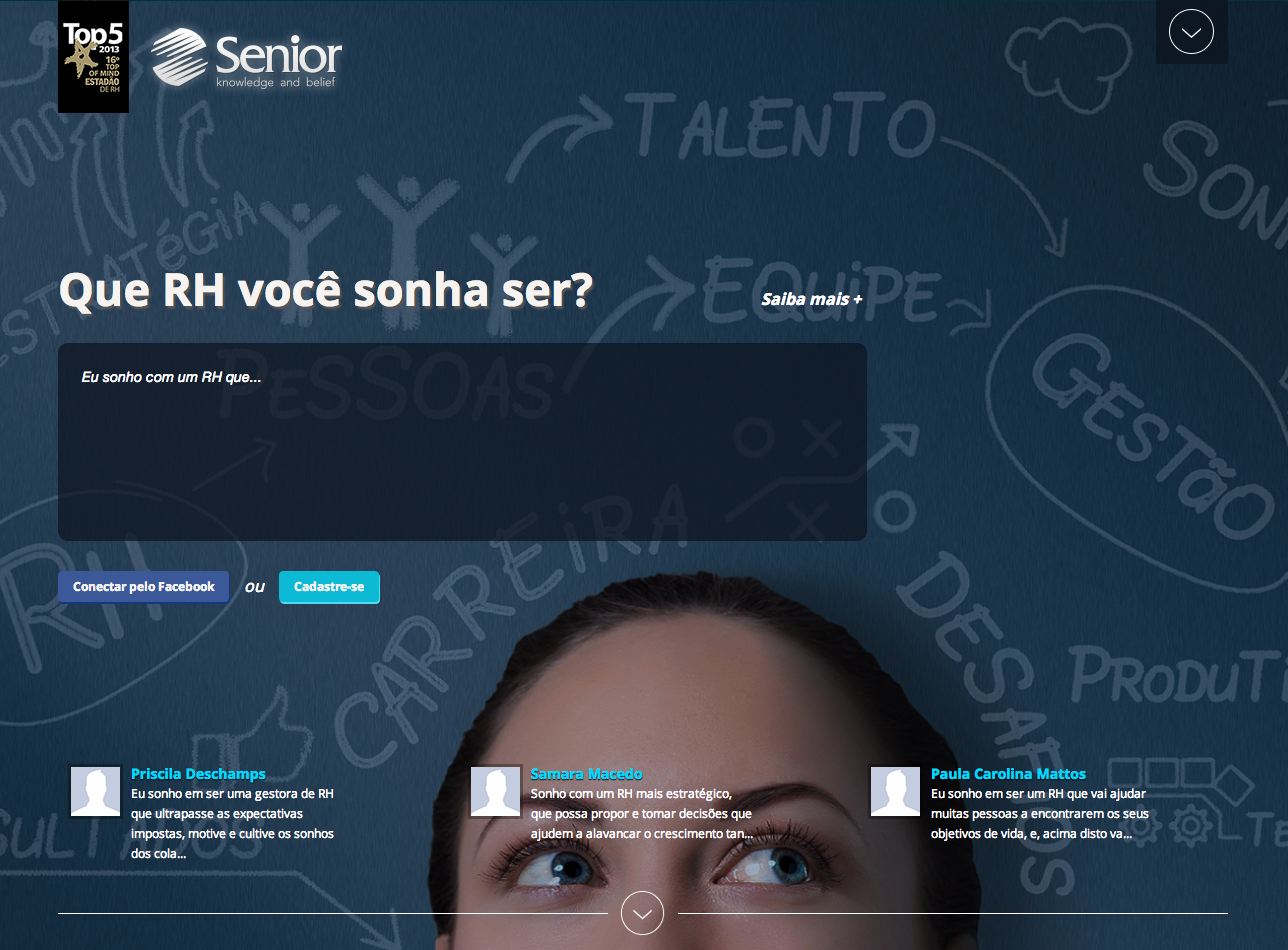 Top5
2013
16º
TOP
OF MIND
ESTADÃO
DE RH
Senior
knowledge and belief
TALENTO
ATéGiA
Que RH você sonha ser?
EQUiPE
Saiba mais +
Eu sonho com um RH que...
PESSOAS
GESTãO
CARREiRA
RH
Conectar pelo Facebook
ou
Cadastre-se
DESAFIOS
PRODUTi
Priscila Deschamps
Eu sonho em ser uma gestora de RH
que ultrapasse as expectativas
impostas, motive e cultive os sonhos
dos cola...
Samara Macedo
Sonho com um RH mais estratégico,
que possa propor e tomar decisões que
ajudem a alavancar o crescimento tan...
Paula Carolina Mattos
Eu sonho em ser um RH que vai ajudar
muitas pessoas a encontrarem os seus
objetivos de vida, e, acima disto va...